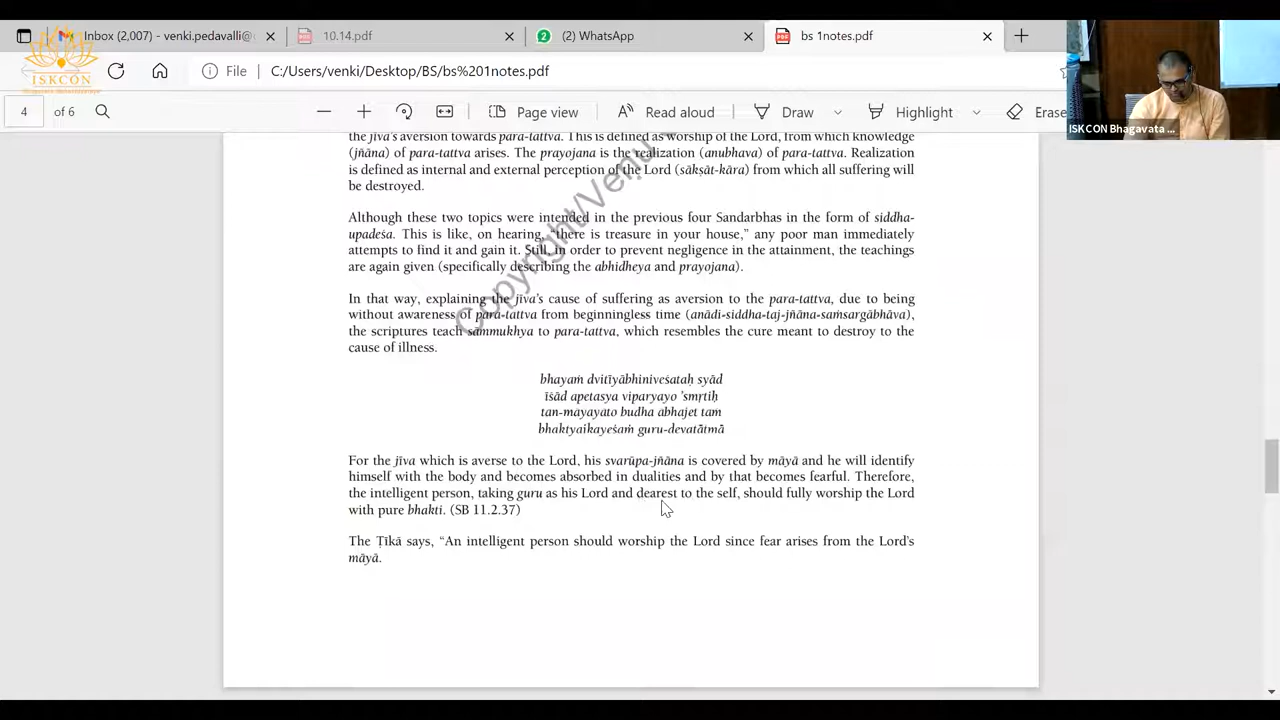 Inbox (2,007) - venki.pedavalli@
10.14.pdf
(2) WhatsApp
bs 1notes.pdf
ISKCON
File
C:/Users/venki/Desktop/BS/bs%201notes.pdf
4 of 6
Page view
Read aloud
Draw
Highlight
Erase
ISKCON Bhagavata ...
the jīva's aversion towards para-tattva. This is defined as worship of the Lord, from which knowledge
(jñāna) of para-tattva arises. The prayojana is the realization (anubhava) of para-tattva. Realization
is defined as internal and external perception of the Lord (sākṣāt-kāra) from which all suffering will
be destroyed.
Although these two topics were intended in the previous four Sandarbhas in the form of siddha-
upadeśa. This is like, on hearing, "there is treasure in your house," any poor man immediately
attempts to find it and gain it. Still, in order to prevent negligence in the attainment, the teachings
are again given (specifically describing the abhidheya and prayojana).
In that way, explaining the jīva's cause of suffering as aversion to the para-tattva, due to being
without awareness of para-tattva from beginningless time (anādi-siddha-taj-jñāna-saṁsargābhāva),
the scriptures teach sāmmukhya to para-tattva, which resembles the cure meant to destroy to the
cause of illness.
bhayaṁ dvitīyābhiniveśataḥ syād
īśād apetasya viparyayo 'smṛtiḥ
tan-māyayāto budha ābhajet taṁ
bhaktyaikayeśaṁ guru-devatātmā
For the jīva which is averse to the Lord, his svarūpa-jñāna is covered by māyā and he will identify
himself with the body and becomes absorbed in dualities and by that becomes fearful. Therefore,
the intelligent person, taking guru as his Lord and dearest to the self, should fully worship the Lord
with pure bhakti. (SB 11.2.37)
The Ṭīkā says, "An intelligent person should worship the Lord since fear arises from the Lord's
māyā.
Copyright/Venu